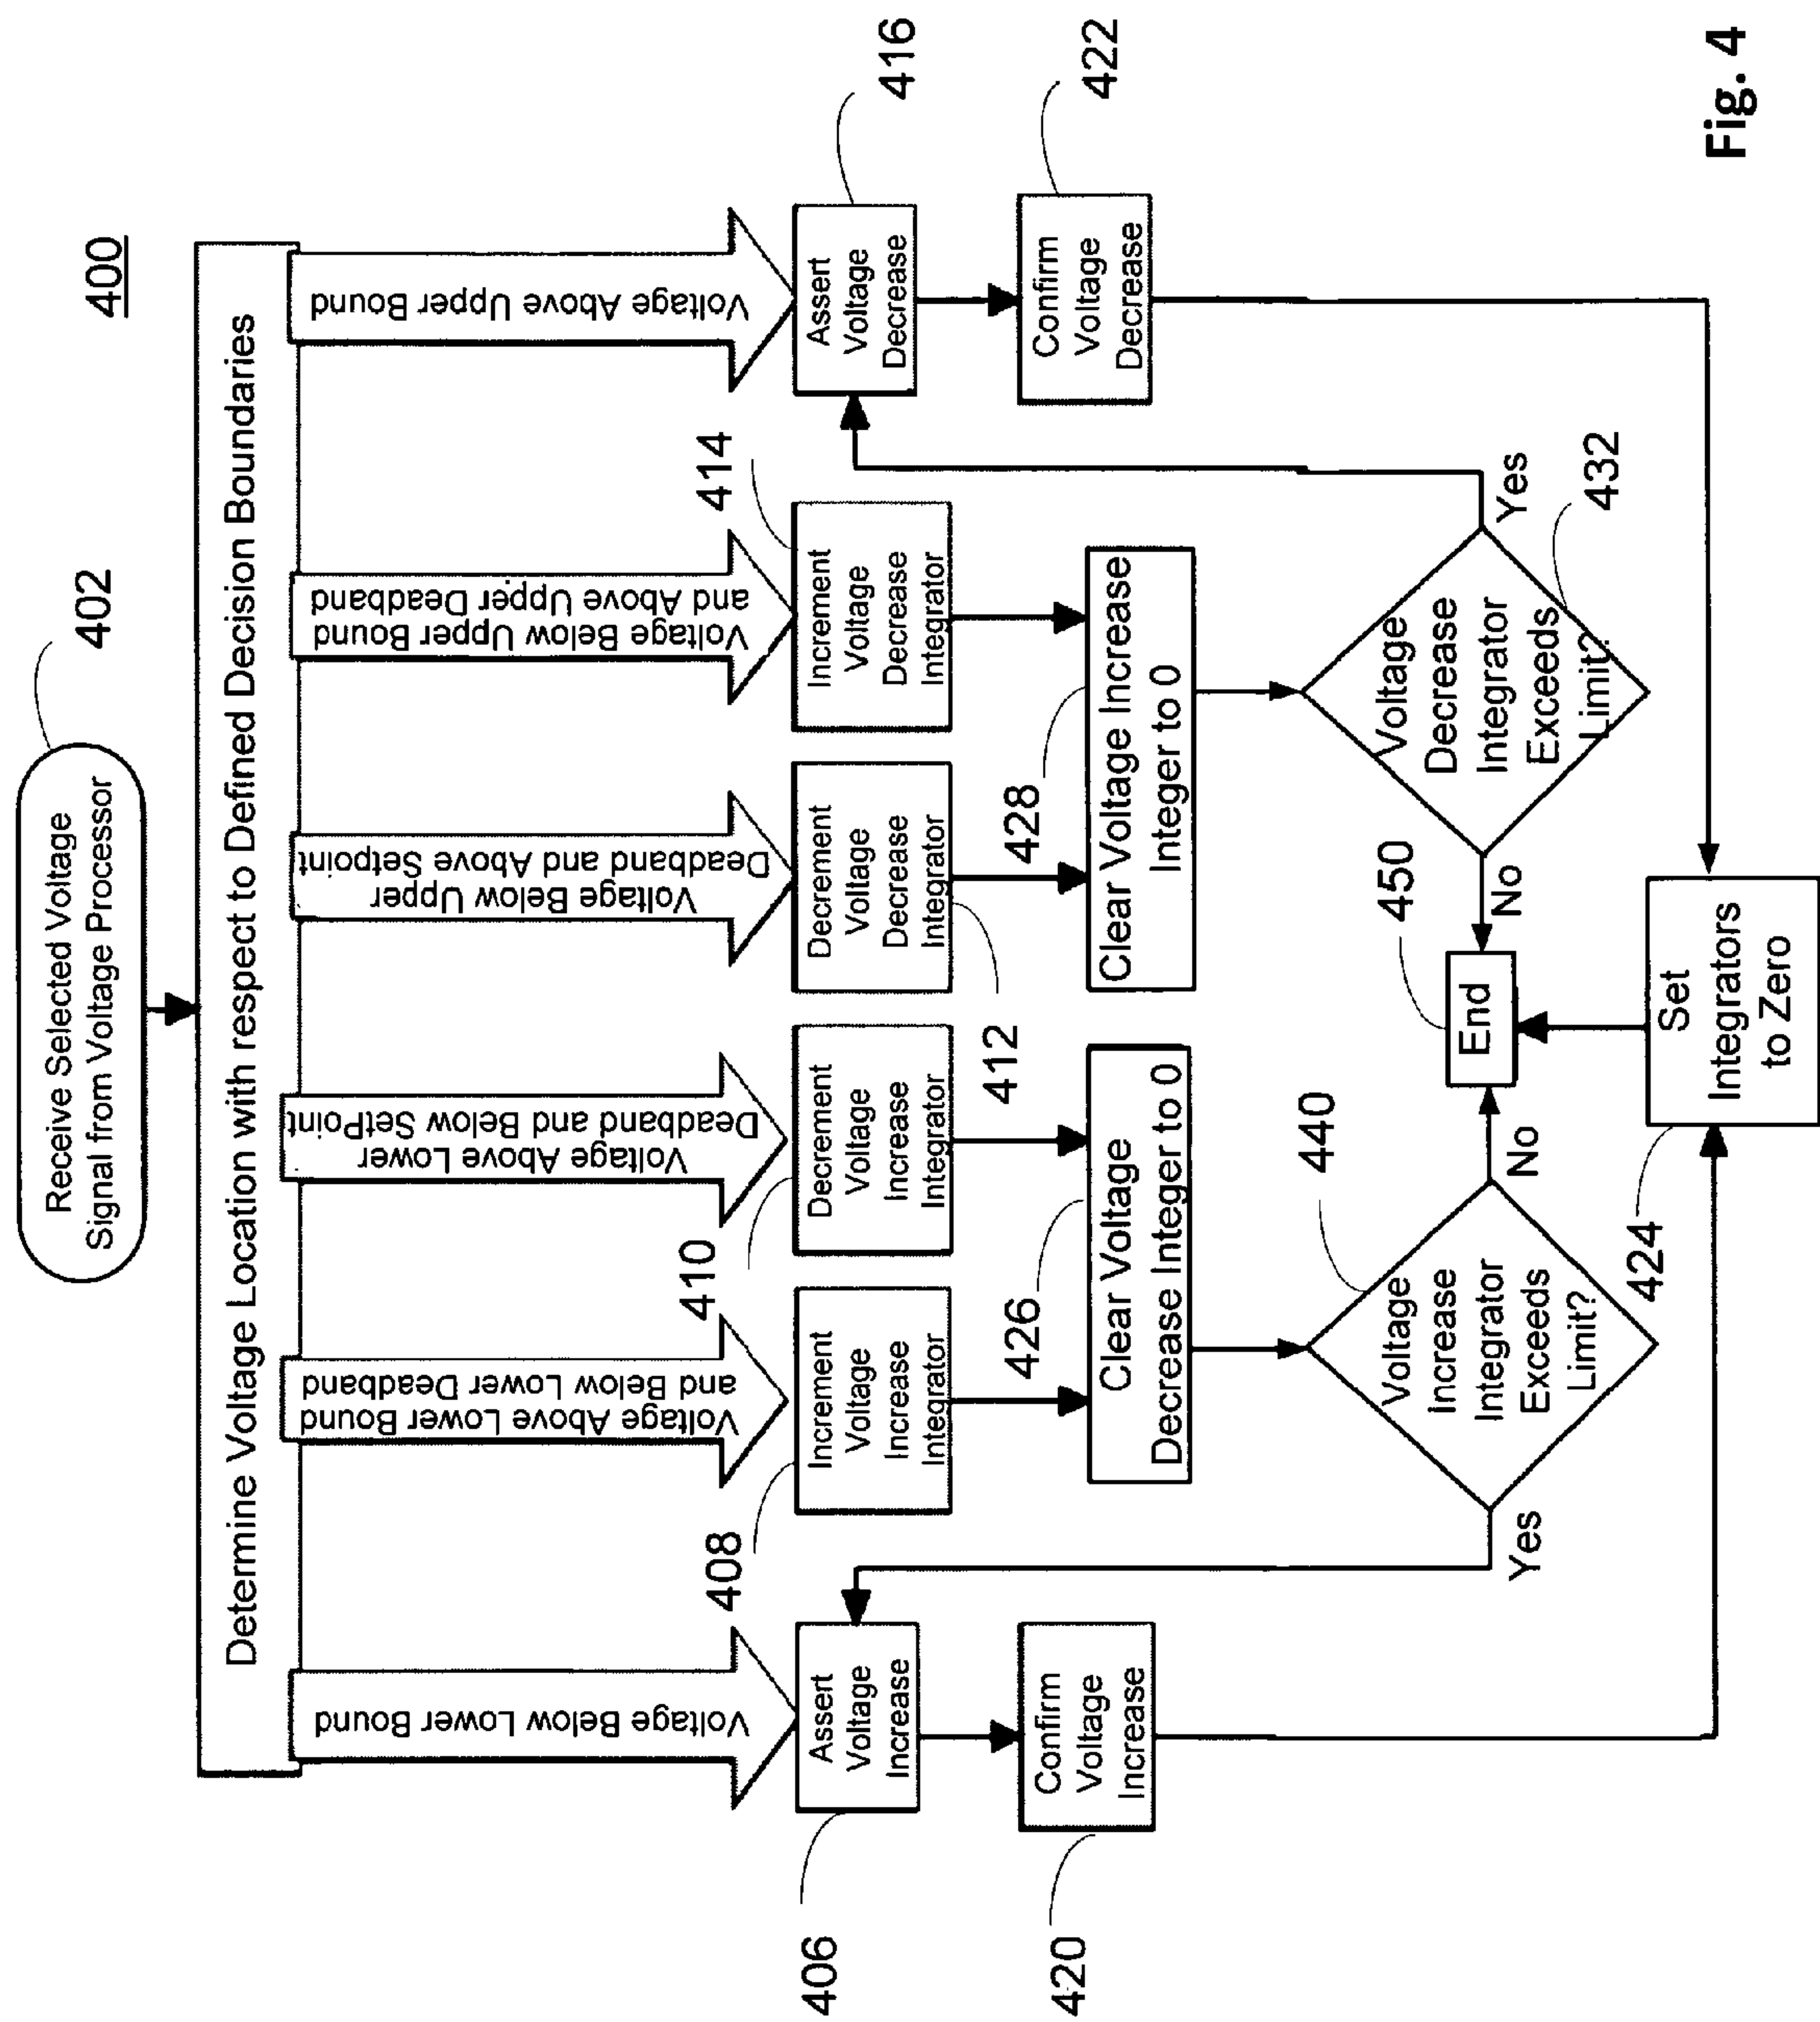 400
402
Receive Selected Voltage
Signal from Voltage Processor
Determine Voltage Location with respect to Defined Decision Boundaries
Voltage Below Lower Bound
Voltage Above Lower Bound
and Below Lower Deadband
Voltage Above Lower
Deadband and Below SetPoint
Voltage Below Upper
Deadband and Above Setpoint
Voltage Below Upper Bound
and Above Upper Deadband
Voltage Above Upper Bound
406
Assert
Voltage
Increase
408
Increment
Voltage
Increase
Integrator
410
Decrement
Voltage
Increase
Integrator
412
Decrement
Voltage
Decrease
Integrator
414
Increment
Voltage
Decrease
Integrator
416
Assert
Voltage
Decrease
420
Confirm
Voltage
Increase
426
Clear Voltage
Decrease Integer to 0
428
Clear Voltage Increase
Integer to 0
422
Confirm
Voltage
Decrease
440
Voltage
Increase
Integrator
Exceeds
Limit?
Yes
No
450
End
432
Voltage
Decrease
Integrator
Exceeds
Limit?
No
Yes
424
Set
Integrators
to Zero
Fig. 4